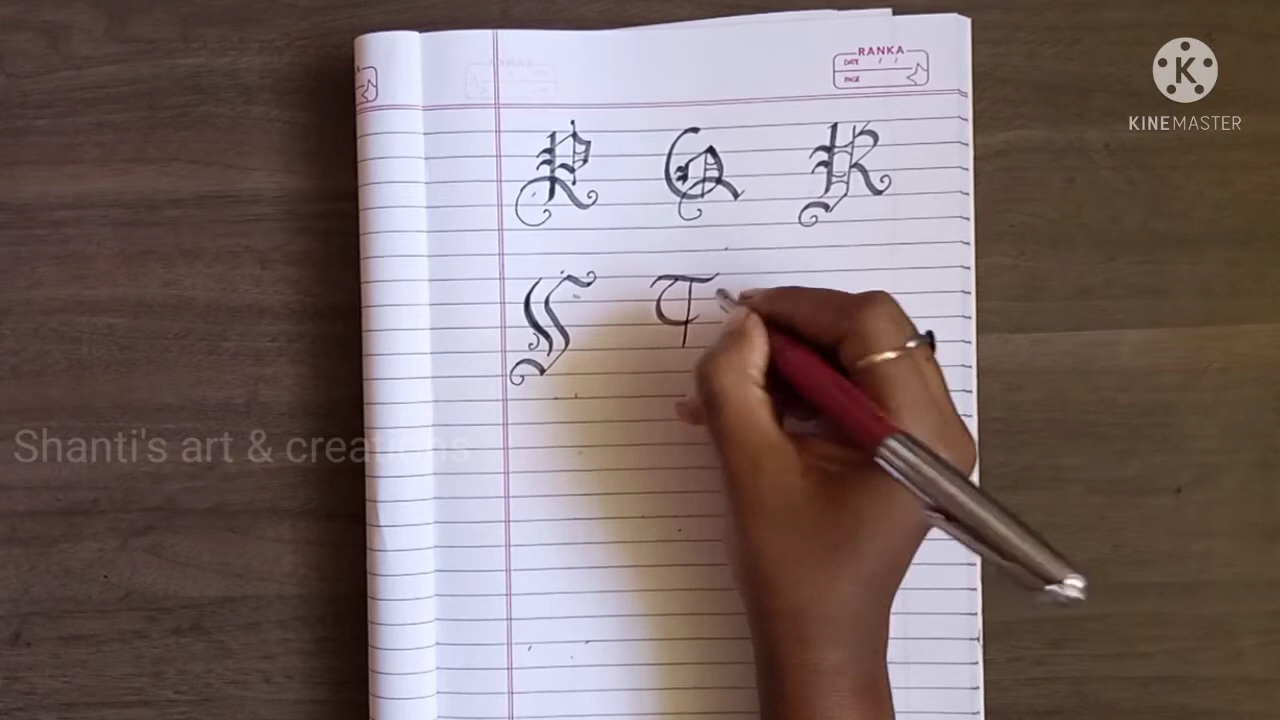 RANKA
DATE / /
PAGE
K
KINEMASTER
P Q R
S T
Shanti's art & creations